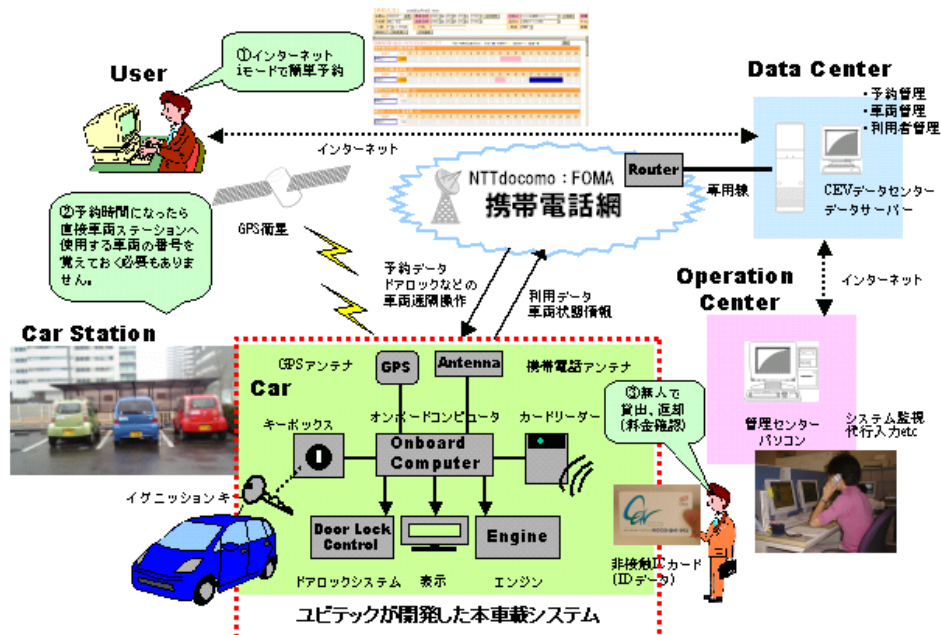 User
①インターネット
iモードで簡単予約
Data Center
・予約管理
・車両管理
・利用者管理
インターネット
NTTdocomo：FOMA
携帯電話網
Router
専用線
CEVデータセンター
データサーバー
②予約時間になったら
直接車両ステーションへ
使用する車両の番号を
覚えておく必要もありま
せん。
GPS衛星
予約データ
ドアロックなどの
車両遠隔操作
利用データ
車両状態情報
Operation
Center
インターネット
Car Station
GPSアンテナ
GPS
Antenna
携帯電話アンテナ
Car
③無人で
貸出、返却
(料金確認)
管理センター
パソコン
システム監視
代行入力etc
キーボックス
オンボードコンピュータ
カードリーダー
Onboard
Computer
イグニッションキー
Door Lock
Control
Engine
ドアロックシステム
表示
エンジン
非接触ICカード
(IDデータ)
ユビテックが開発した本車載システム